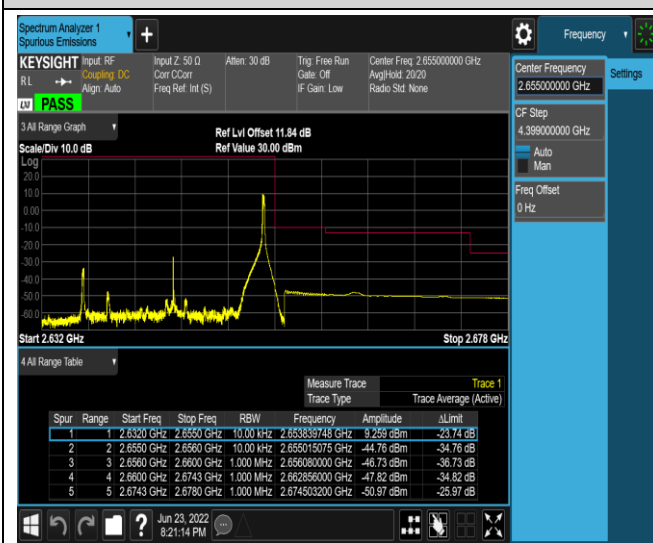 Spectrum Analyzer 1
Spurious Emissions
Frequency
KEYSIGHT Input: RF Input Z: 50 Ω Atten: 30 dB Trig: Free Run Center Freq: 2.655000000 GHz
RL Coupling: DC Corr CCorr Gate: Off Avg|Hold: 20/20
Align: Auto Freq Ref: Int (S) IF Gain: Low Radio Std: None
PASS
Center Frequency
2.655000000 GHz
Settings
CF Step
4.399000000 GHz
Auto
Man
Freq Offset
0 Hz
3 All Range Graph
Ref Lvl Offset 11.84 dB
Scale/Div 10.0 dB Ref Value 30.00 dBm
Log
20.0
10.0
0.00
-10.0
-20.0
-30.0
-40.0
-50.0
-60.0
Start 2.632 GHz Stop 2.678 GHz
4 All Range Table
Measure Trace Trace 1
Trace Type Trace Average (Active)
Spur Range Start Freq Stop Freq RBW Frequency Amplitude ΔLimit
1 1 2.6320 GHz 2.6550 GHz 10.00 kHz 2.653839748 GHz 9.259 dBm -23.74 dB
2 2 2.6550 GHz 2.6560 GHz 10.00 kHz 2.655015075 GHz -44.76 dBm -34.76 dB
3 3 2.6560 GHz 2.6600 GHz 1.000 MHz 2.656080000 GHz -46.73 dBm -36.73 dB
4 4 2.6600 GHz 2.6743 GHz 1.000 MHz 2.662856000 GHz -47.82 dBm -34.82 dB
5 5 2.6743 GHz 2.6780 GHz 1.000 MHz 2.674503200 GHz -50.97 dBm -25.97 dB
Jun 23, 2022
8:21:14 PM